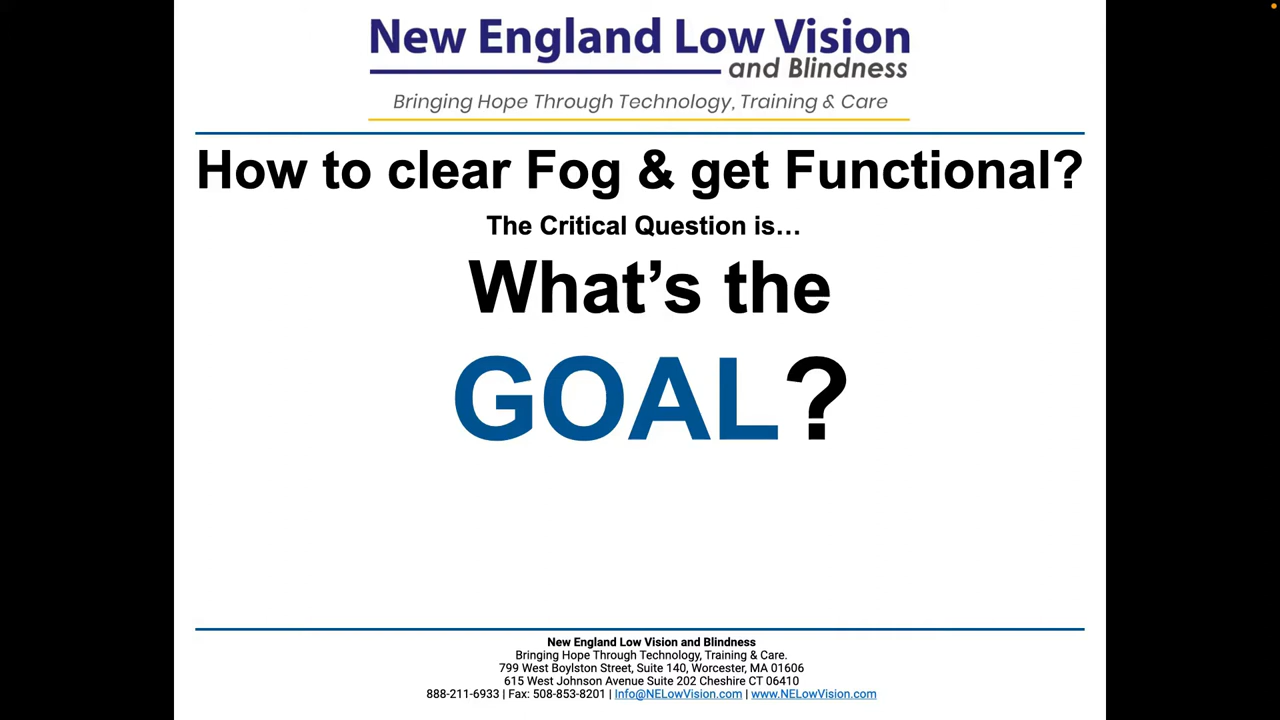 New England Low Vision
and Blindness
Bringing Hope Through Technology, Training & Care
How to clear Fog & get Functional?
The Critical Question is…
What’s the
GOAL?
New England Low Vision and Blindness
Bringing Hope Through Technology, Training & Care.
799 West Boylston Street, Suite 140, Worcester, MA 01606
615 West Johnson Avenue Suite 202 Cheshire CT 06410
888-211-6933 | Fax: 508-853-8201 | Info@NELowVision.com | www.NELowVision.com